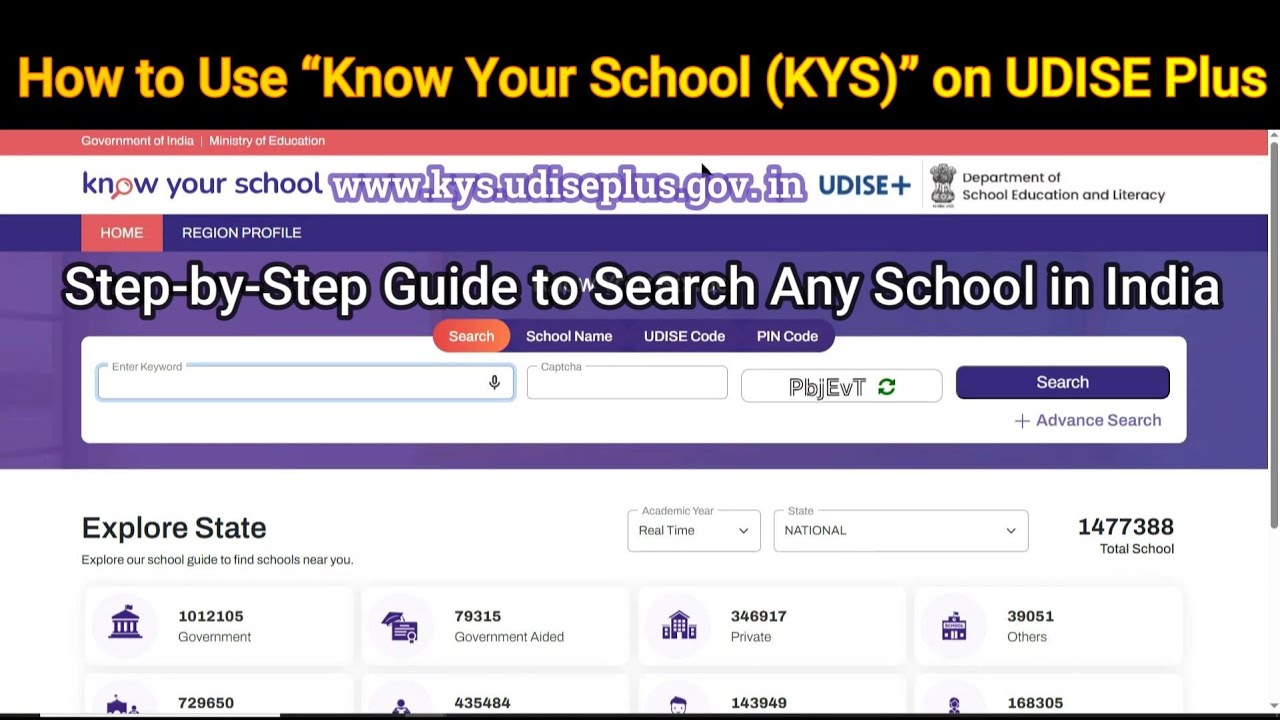 How to Use “Know Your School (KYS)” on UDISE Plus
Government of India | Ministry of Education
know your school
www.kys.udiseplus.gov. in
UDISE+
Department of
School Education and Literacy
HOME REGION PROFILE
Step-by-Step Guide to Search Any School in India
Search School Name UDISE Code PIN Code
Enter Keyword
Captcha
PbjEvT
Search
+ Advance Search
Explore State
Explore our school guide to find schools near you.
Academic Year
Real Time
State
NATIONAL
1477388
Total School
1012105
Government
79315
Government Aided
346917
Private
SCHOOL
39051
Others
729650
435484
143949
168305